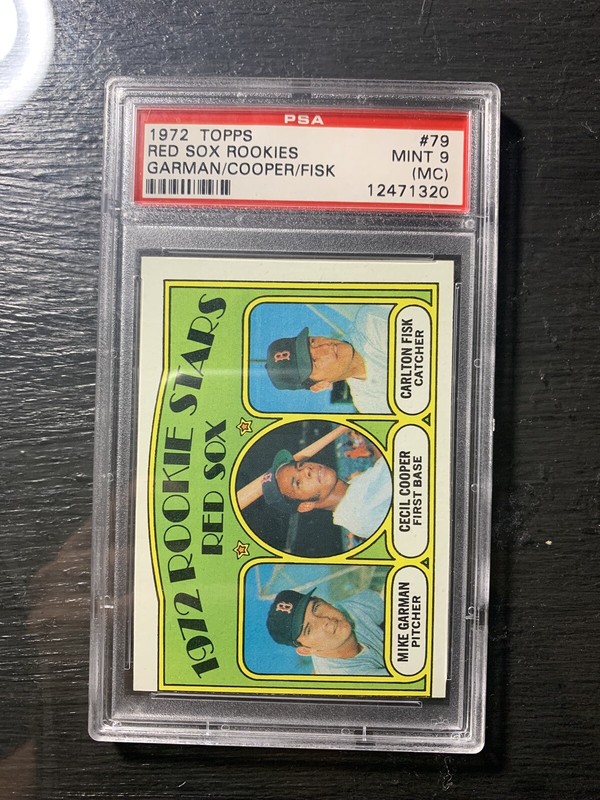 PSA
1972 TOPPS #79
RED SOX ROOKIES MINT 9
GARMAN/COOPER/FISK (MC)
12471320
1972 ROOKIE STARS
RED SOX
MIKE GARMAN
PITCHER
CECIL COOPER
FIRST BASE
CARLTON FISK
CATCHER
B
B